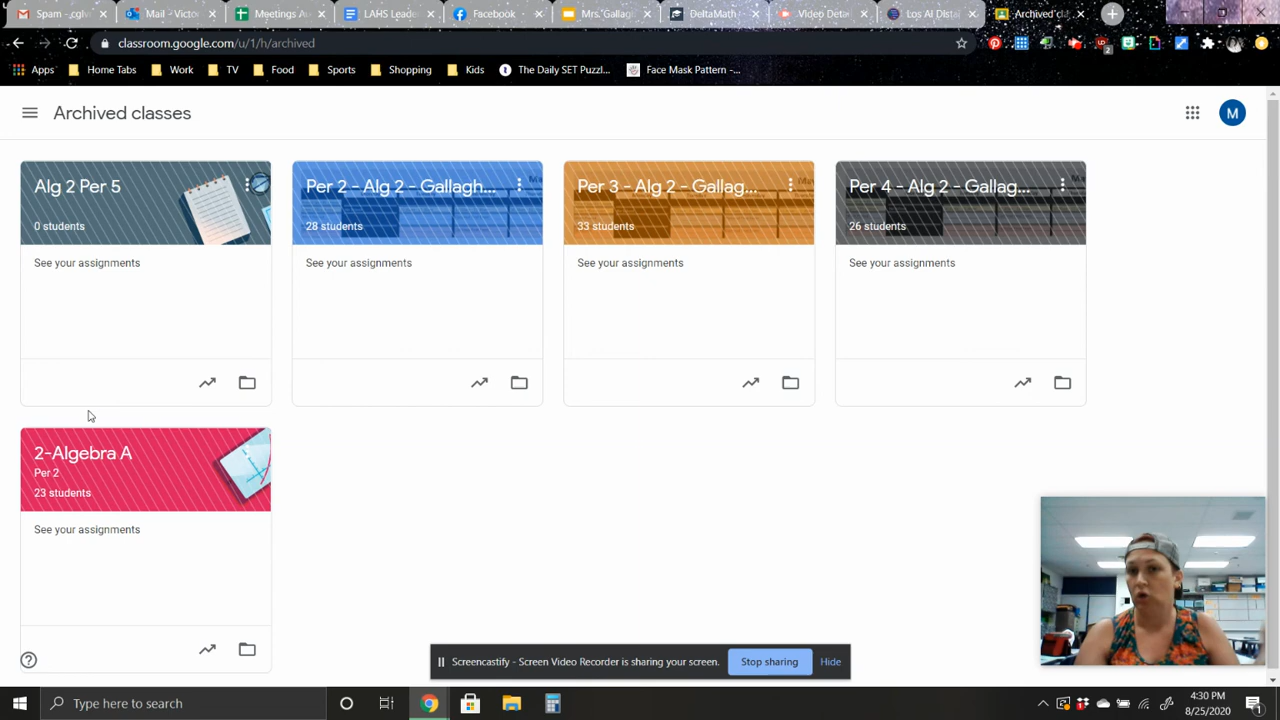 Spam - cghv
Mail - Victo
Meetings A
LAHS Leade
Facebook
Mrs. Gallag
DeltaMath
Video Detai
Los Al Dista
Archived cl
classroom.google.com/u/1/h/archived
Apps
Home Tabs
Work
TV
Food
Sports
Shopping
Kids
The Daily SET Puzzl...
Face Mask Pattern -...
Archived classes
M
Alg 2 Per 5
0 students
See your assignments
Per 2 - Alg 2 - Gallagh...
28 students
See your assignments
Per 3 - Alg 2 - Gallag...
33 students
See your assignments
Per 4 - Alg 2 - Gallag...
26 students
See your assignments
2-Algebra A
Per 2
23 students
See your assignments
Screencastify - Screen Video Recorder is sharing your screen.
Stop sharing
Hide
Type here to search
4:30 PM
8/25/2020